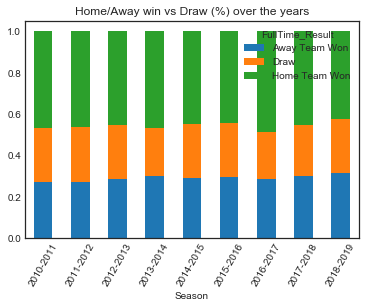 Home/Away win vs Draw (%) over the years
FullTime_Result
Away Team Won
Draw
Home Team Won
1.0
0.8
0.6
0.4
0.2
0.0
2010-2011
2011-2012
2012-2013
2013-2014
2014-2015
2015-2016
2016-2017
2017-2018
2018-2019
Season